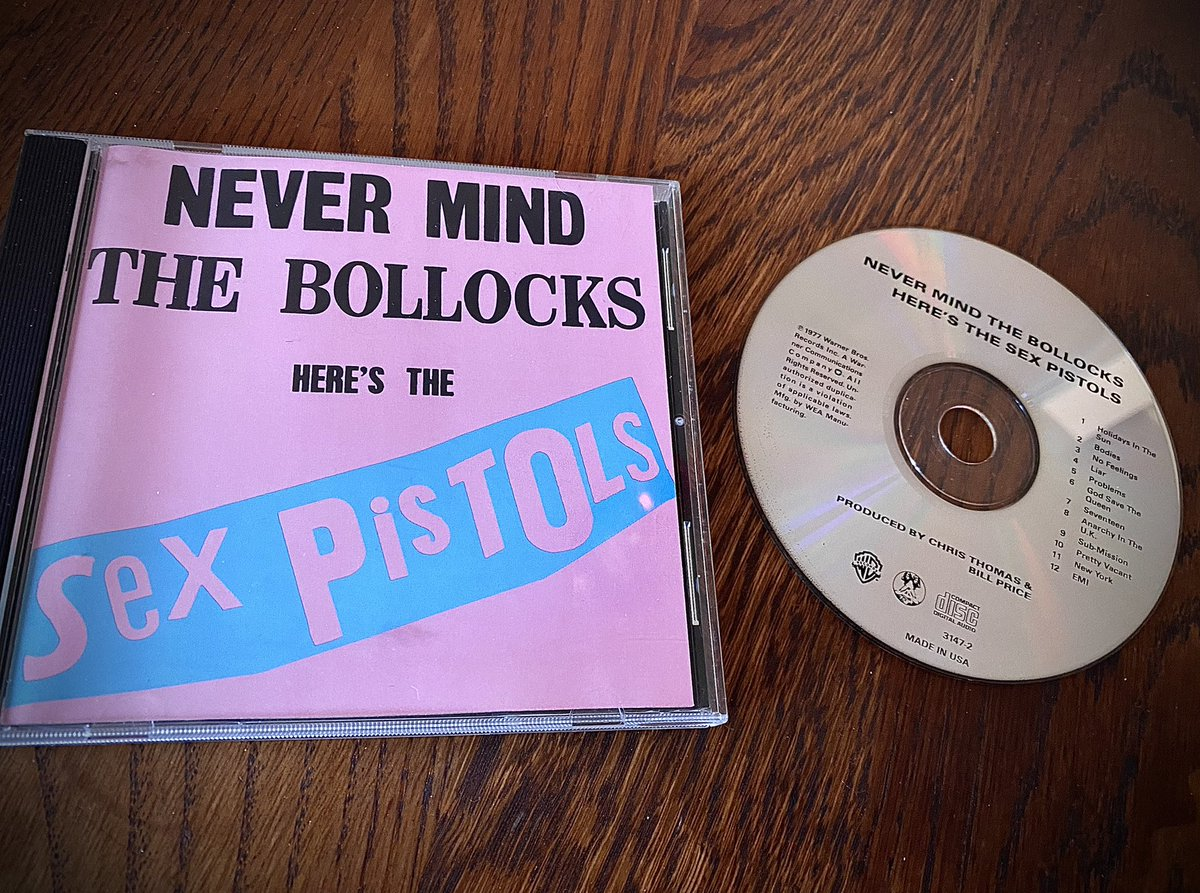 NEVER MIND
THE BOLLOCKS
HERE'S THE
Sex PisTOLs
NEVER MIND THE BOLLOCKS
HERE'S THE SEX PISTOLS
℗ 1977 Warner Bros.
Records Inc. A War-
ner Communications
Company. All
Rights Reserved. Un-
authorized duplica-
tion is a violation
of applicable laws.
Mfg. by WEA Manu-
facturing.
1 Holidays In The
Sun
2 Bodies
3 No Feelings
4 Liar
5 Problems
6 God Save The
Queen
7 Seventeen
8 Anarchy In The
U.K.
9 Sub-Mission
10 Pretty Vacant
11 New York
12 EMI
PRODUCED BY CHRIS THOMAS &
BILL PRICE
COMPACT
disc
DIGITAL AUDIO
3147-2
MADE IN USA